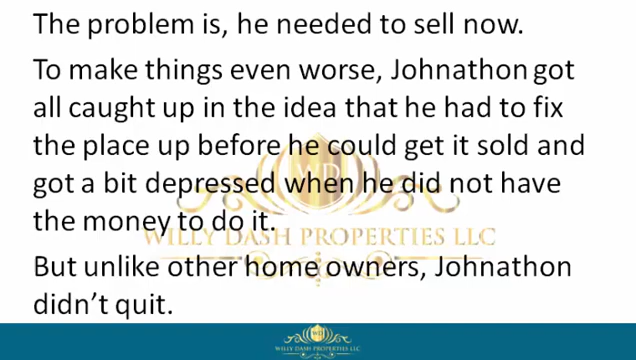 The problem is, he needed to sell now.
To make things even worse, Johnathon got
all caught up in the idea that he had to fix
the place up before he could get it sold and
got a bit depressed when he did not have
the money to do it.
WILLY DASH PROPERTIES LLC
But unlike other home owners, Johnathon
didn't quit.
WILLY DASH PROPERTIES LLC